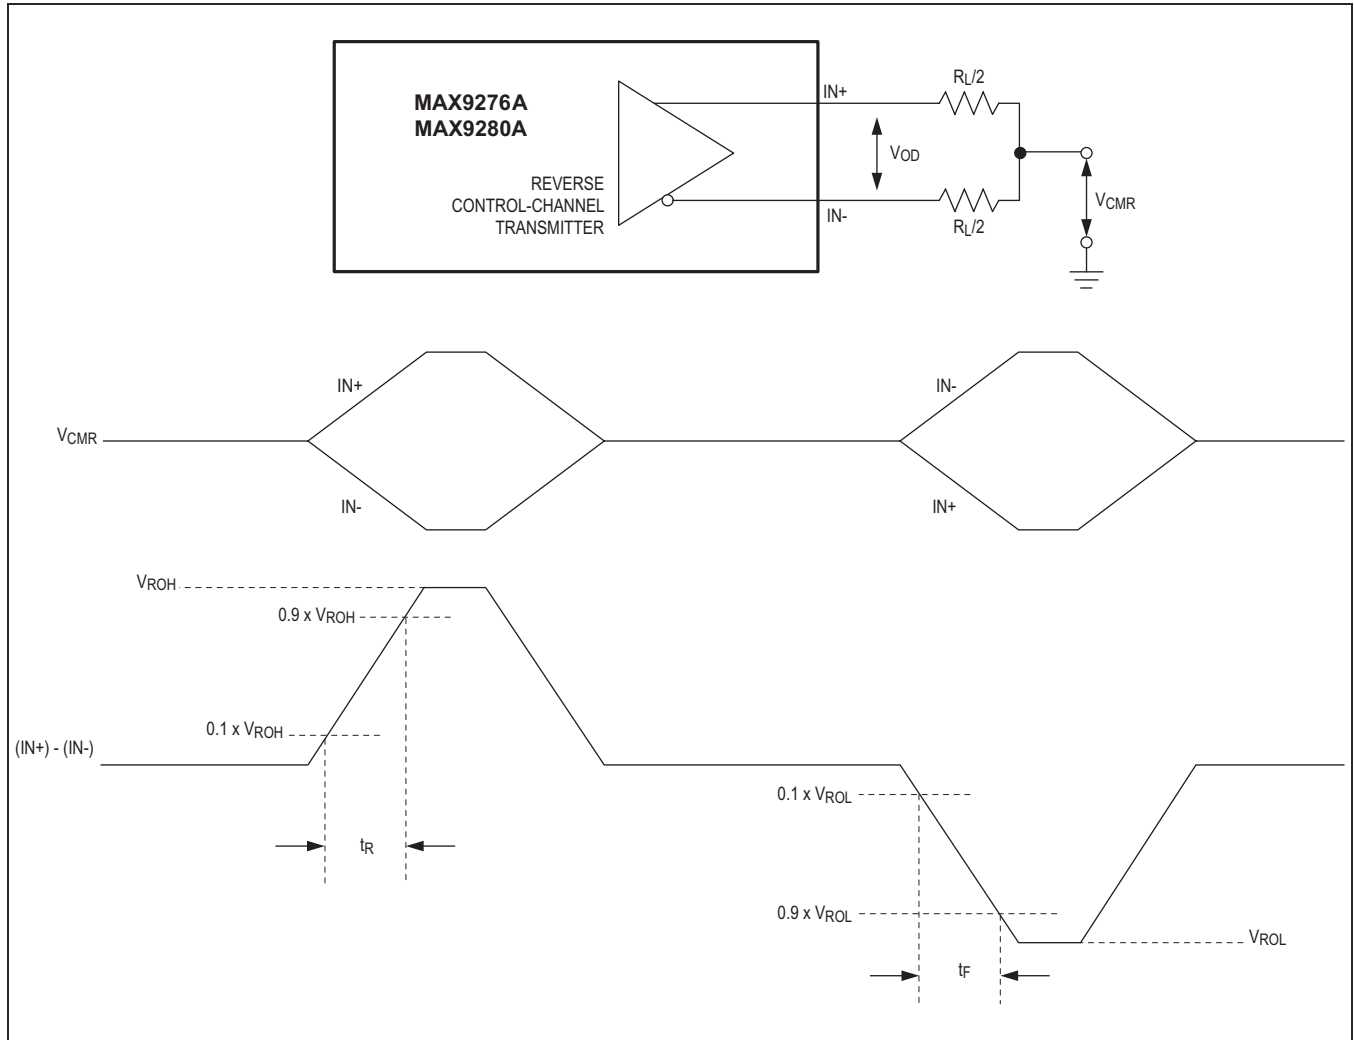 MAX9276A
MAX9280A
REVERSE
CONTROL-CHANNEL
TRANSMITTER
IN+
IN-
VOD
RL/2
RL/2
VCMR
IN+
IN-
VCMR
IN-
IN+
VROH
0.9 x VROH
0.1 x VROH
(IN+) - (IN-)
tR
0.1 x VROL
0.9 x VROL
VROL
tF